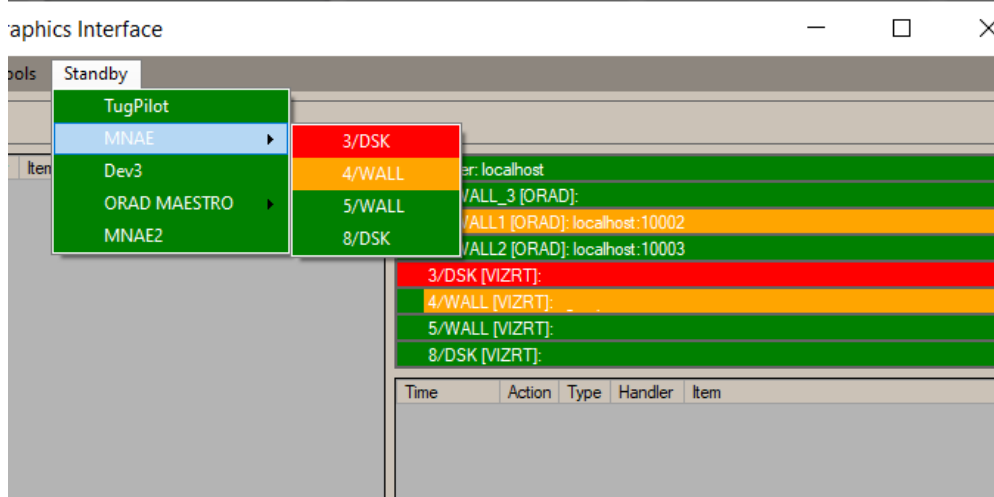 raphics Interface
ools Standby
TugPilot
MNAE
Dev3
ORAD MAESTRO
MNAE2
3/DSK
4/WALL
5/WALL
8/DSK
Iten
er: localhost
WALL_3 [ORAD]:
WALL1 [ORAD]: localhost:10002
WALL2 [ORAD]: localhost:10003
3/DSK [VIZRT]:
4/WALL [VIZRT]:
5/WALL [VIZRT]:
8/DSK [VIZRT]:
Time Action Type Handler Item